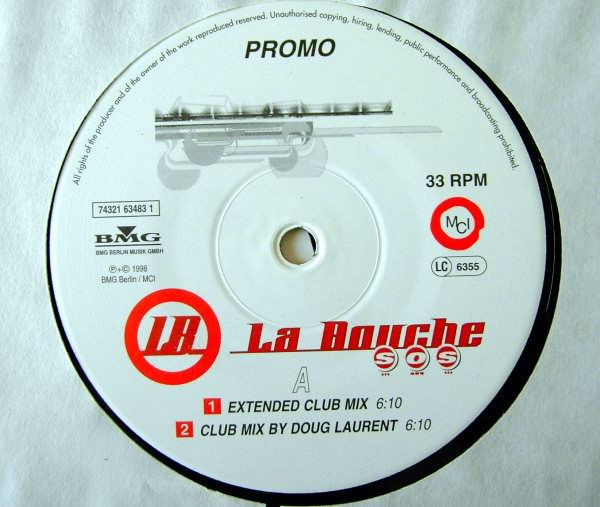 All rights of the producer and of the owner of the work reproduced reserved. Unauthorised copying, hiring, lending, public performance and broadcasting prohibited.
PROMO
33 RPM
74321 63483 1
MCI
BMG
BMG BERLIN MUSIK GMBH
LC 6355
℗+© 1998
BMG Berlin / MCI
LB
La Bouche
SOS
A
1 EXTENDED CLUB MIX 6:10
2 CLUB MIX BY DOUG LAURENT 6:10